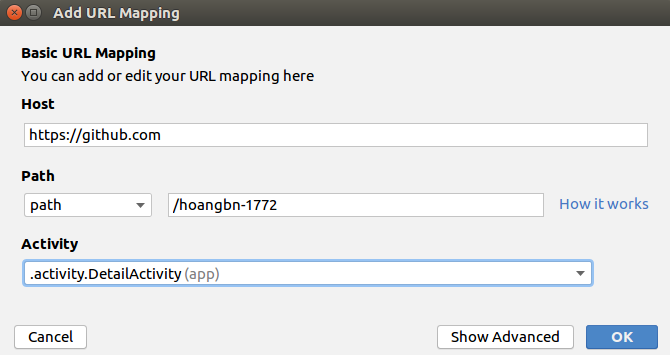 Add URL Mapping
Basic URL Mapping
You can add or edit your URL mapping here
Host
https://github.com
Path
path /hoangbn-1772 How it works
Activity
.activity.DetailActivity (app)
Cancel Show Advanced OK